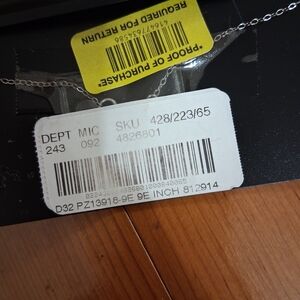 REQUIRED FOR RETURN
"PROOF OF PURCHASE"
DEPT MIC SKU 428/223/65
243 092 4826801
D32 PZ13918-9E 9E INCH 812914